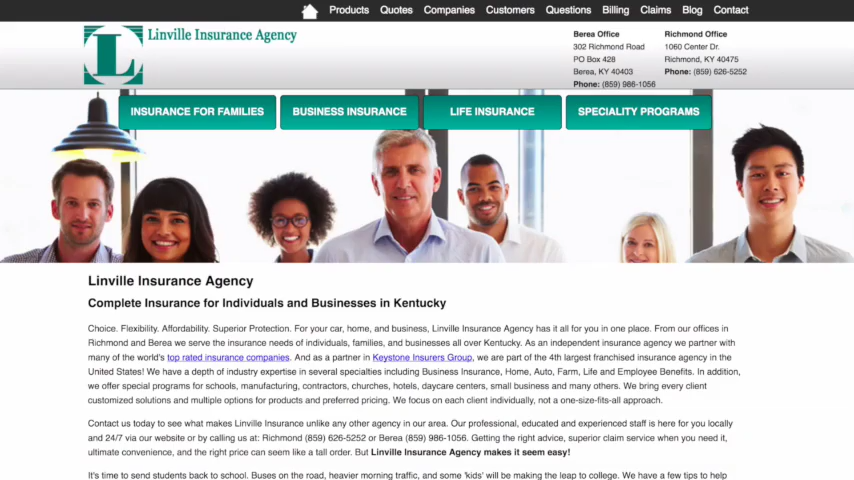 Products Quotes Companies Customers Questions Billing Claims Blog Contact
L
Linville Insurance Agency
Berea Office
302 Richmond Road
PO Box 428
Berea, KY 40403
Phone: (859) 986-1056
Richmond Office
1060 Center Dr.
Richmond, KY 40475
Phone: (859) 626-5252
INSURANCE FOR FAMILIES
BUSINESS INSURANCE
LIFE INSURANCE
SPECIALITY PROGRAMS
Linville Insurance Agency
Complete Insurance for Individuals and Businesses in Kentucky
Choice. Flexibility. Affordability. Superior Protection. For your car, home, and business, Linville Insurance Agency has it all for you in one place. From our offices in
Richmond and Berea we serve the insurance needs of individuals, families, and businesses all over Kentucky. As an independent insurance agency we partner with
many of the world's top rated insurance companies. And as a partner in Keystone Insurers Group, we are part of the 4th largest franchised insurance agency in the
United States! We have a depth of industry expertise in several specialties including Business Insurance, Home, Auto, Farm, Life and Employee Benefits. In addition,
we offer special programs for schools, manufacturing, contractors, churches, hotels, daycare centers, small business and many others. We bring every client
customized solutions and multiple options for products and preferred pricing. We focus on each client individually, not a one-size-fits-all approach.
Contact us today to see what makes Linville Insurance unlike any other agency in our area. Our professional, educated and experienced staff is here for you locally
and 24/7 via our website or by calling us at: Richmond (859) 626-5252 or Berea (859) 986-1056. Getting the right advice, superior claim service when you need it,
ultimate convenience, and the right price can seem like a tall order. But Linville Insurance Agency makes it seem easy!
It's time to send students back to school. Buses on the road, heavier morning traffic, and some 'kids' will be making the leap to college. We have a few tips to help